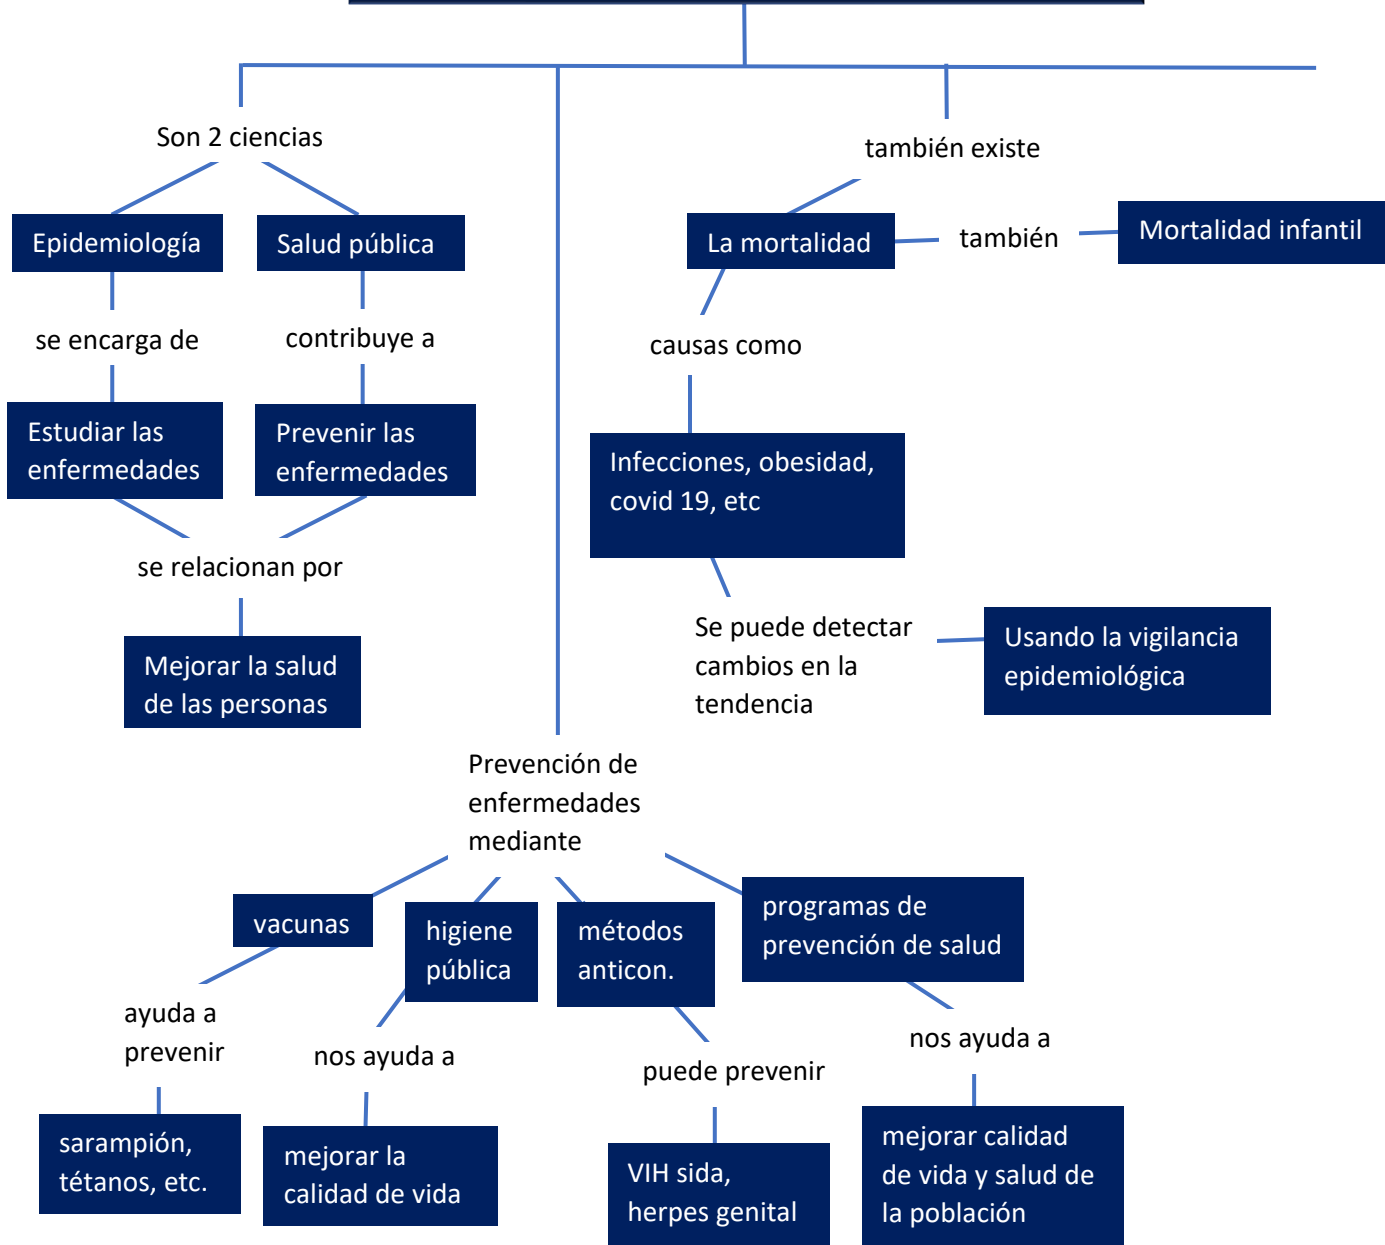 Son 2 ciencias
Epidemiología
se encarga de
Estudiar las
enfermedades
Salud pública
contribuye a
Prevenir las
enfermedades
se relacionan por
Mejorar la salud
de las personas
también existe
La mortalidad
también
Mortalidad infantil
causas como
Infecciones, obesidad,
covid 19, etc
Se puede detectar
cambios en la
tendencia
Usando la vigilancia
epidemiológica
Prevención de
enfermedades
mediante
vacunas
ayuda a
prevenir
sarampión,
tétanos, etc.
higiene
pública
nos ayuda a
mejorar la
calidad de vida
métodos
anticon.
puede prevenir
VIH sida,
herpes genital
programas de
prevención de salud
nos ayuda a
mejorar calidad
de vida y salud de
la población